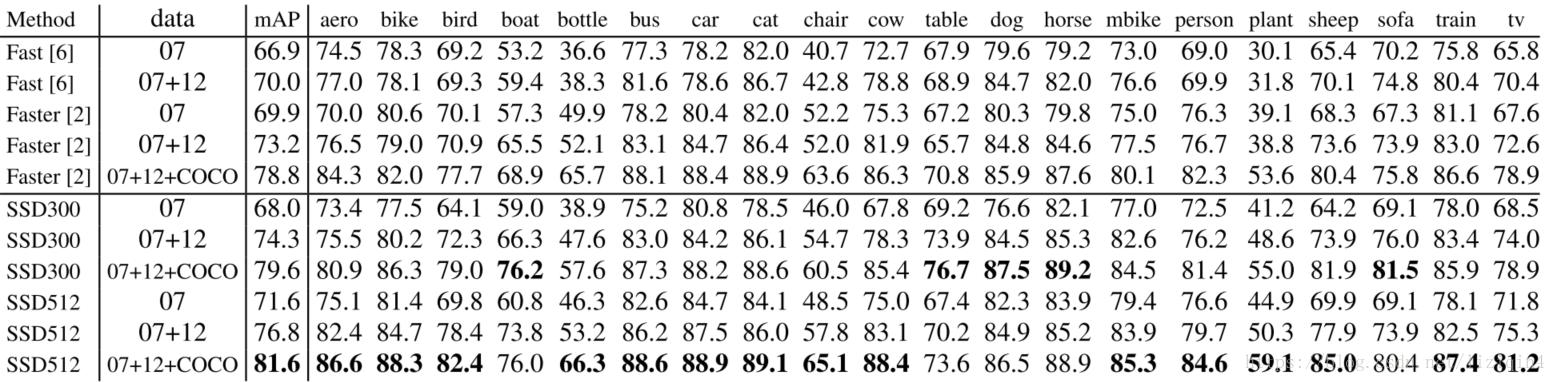 Method data mAP aero bike bird boat bottle bus car cat chair cow table dog horse mbike person plant sheep sofa train tv
Fast [6] 07 66.9 74.5 78.3 69.2 53.2 36.6 77.3 78.2 82.0 40.7 72.7 67.9 79.6 79.2 73.0 69.0 30.1 65.4 70.2 75.8 65.8
Fast [6] 07+12 70.0 77.0 78.1 69.3 59.4 38.3 81.6 78.6 86.7 42.8 78.8 68.9 84.7 82.0 76.6 69.9 31.8 70.1 74.8 80.4 70.4
Faster [2] 07 69.9 70.0 80.6 70.1 57.3 49.9 78.2 80.4 82.0 52.2 75.3 67.2 80.3 79.8 75.0 76.3 39.1 68.3 67.3 81.1 67.6
Faster [2] 07+12 73.2 76.5 79.0 70.9 65.5 52.1 83.1 84.7 86.4 52.0 81.9 65.7 84.8 84.6 77.5 76.7 38.8 73.6 73.9 83.0 72.6
Faster [2] 07+12+COCO 78.8 84.3 82.0 77.7 68.9 65.7 88.1 88.4 88.9 63.6 86.3 70.8 85.9 87.6 80.1 82.3 53.6 80.4 75.8 86.6 78.9
SSD300 07 68.0 73.4 77.5 64.1 59.0 38.9 75.2 80.8 78.5 46.0 67.8 69.2 76.6 82.1 77.0 72.5 41.2 64.2 69.1 78.0 68.5
SSD300 07+12 74.3 75.5 80.2 72.3 66.3 47.6 83.0 84.2 86.1 54.7 78.3 73.9 84.5 85.3 82.6 76.2 48.6 73.9 76.0 83.4 74.0
SSD300 07+12+COCO 79.6 80.9 86.3 79.0 76.2 57.6 87.3 88.2 88.6 60.5 85.4 76.7 87.5 89.2 84.5 81.4 55.0 81.9 81.5 85.9 78.9
SSD512 07 71.6 75.1 81.4 69.8 60.8 46.3 82.6 84.7 84.1 48.5 75.0 67.4 82.3 83.9 79.4 76.6 44.9 69.9 69.1 78.1 71.8
SSD512 07+12 76.8 82.4 84.7 78.4 73.8 53.2 86.2 87.5 86.0 57.8 83.1 70.2 84.9 85.2 83.9 79.7 50.3 77.9 73.9 82.5 75.3
SSD512 07+12+COCO 81.6 86.6 88.3 82.4 76.0 66.3 88.6 88.9 89.1 65.1 88.4 73.6 86.5 88.9 85.3 84.6 59.1 85.0 80.4 87.4 81.2